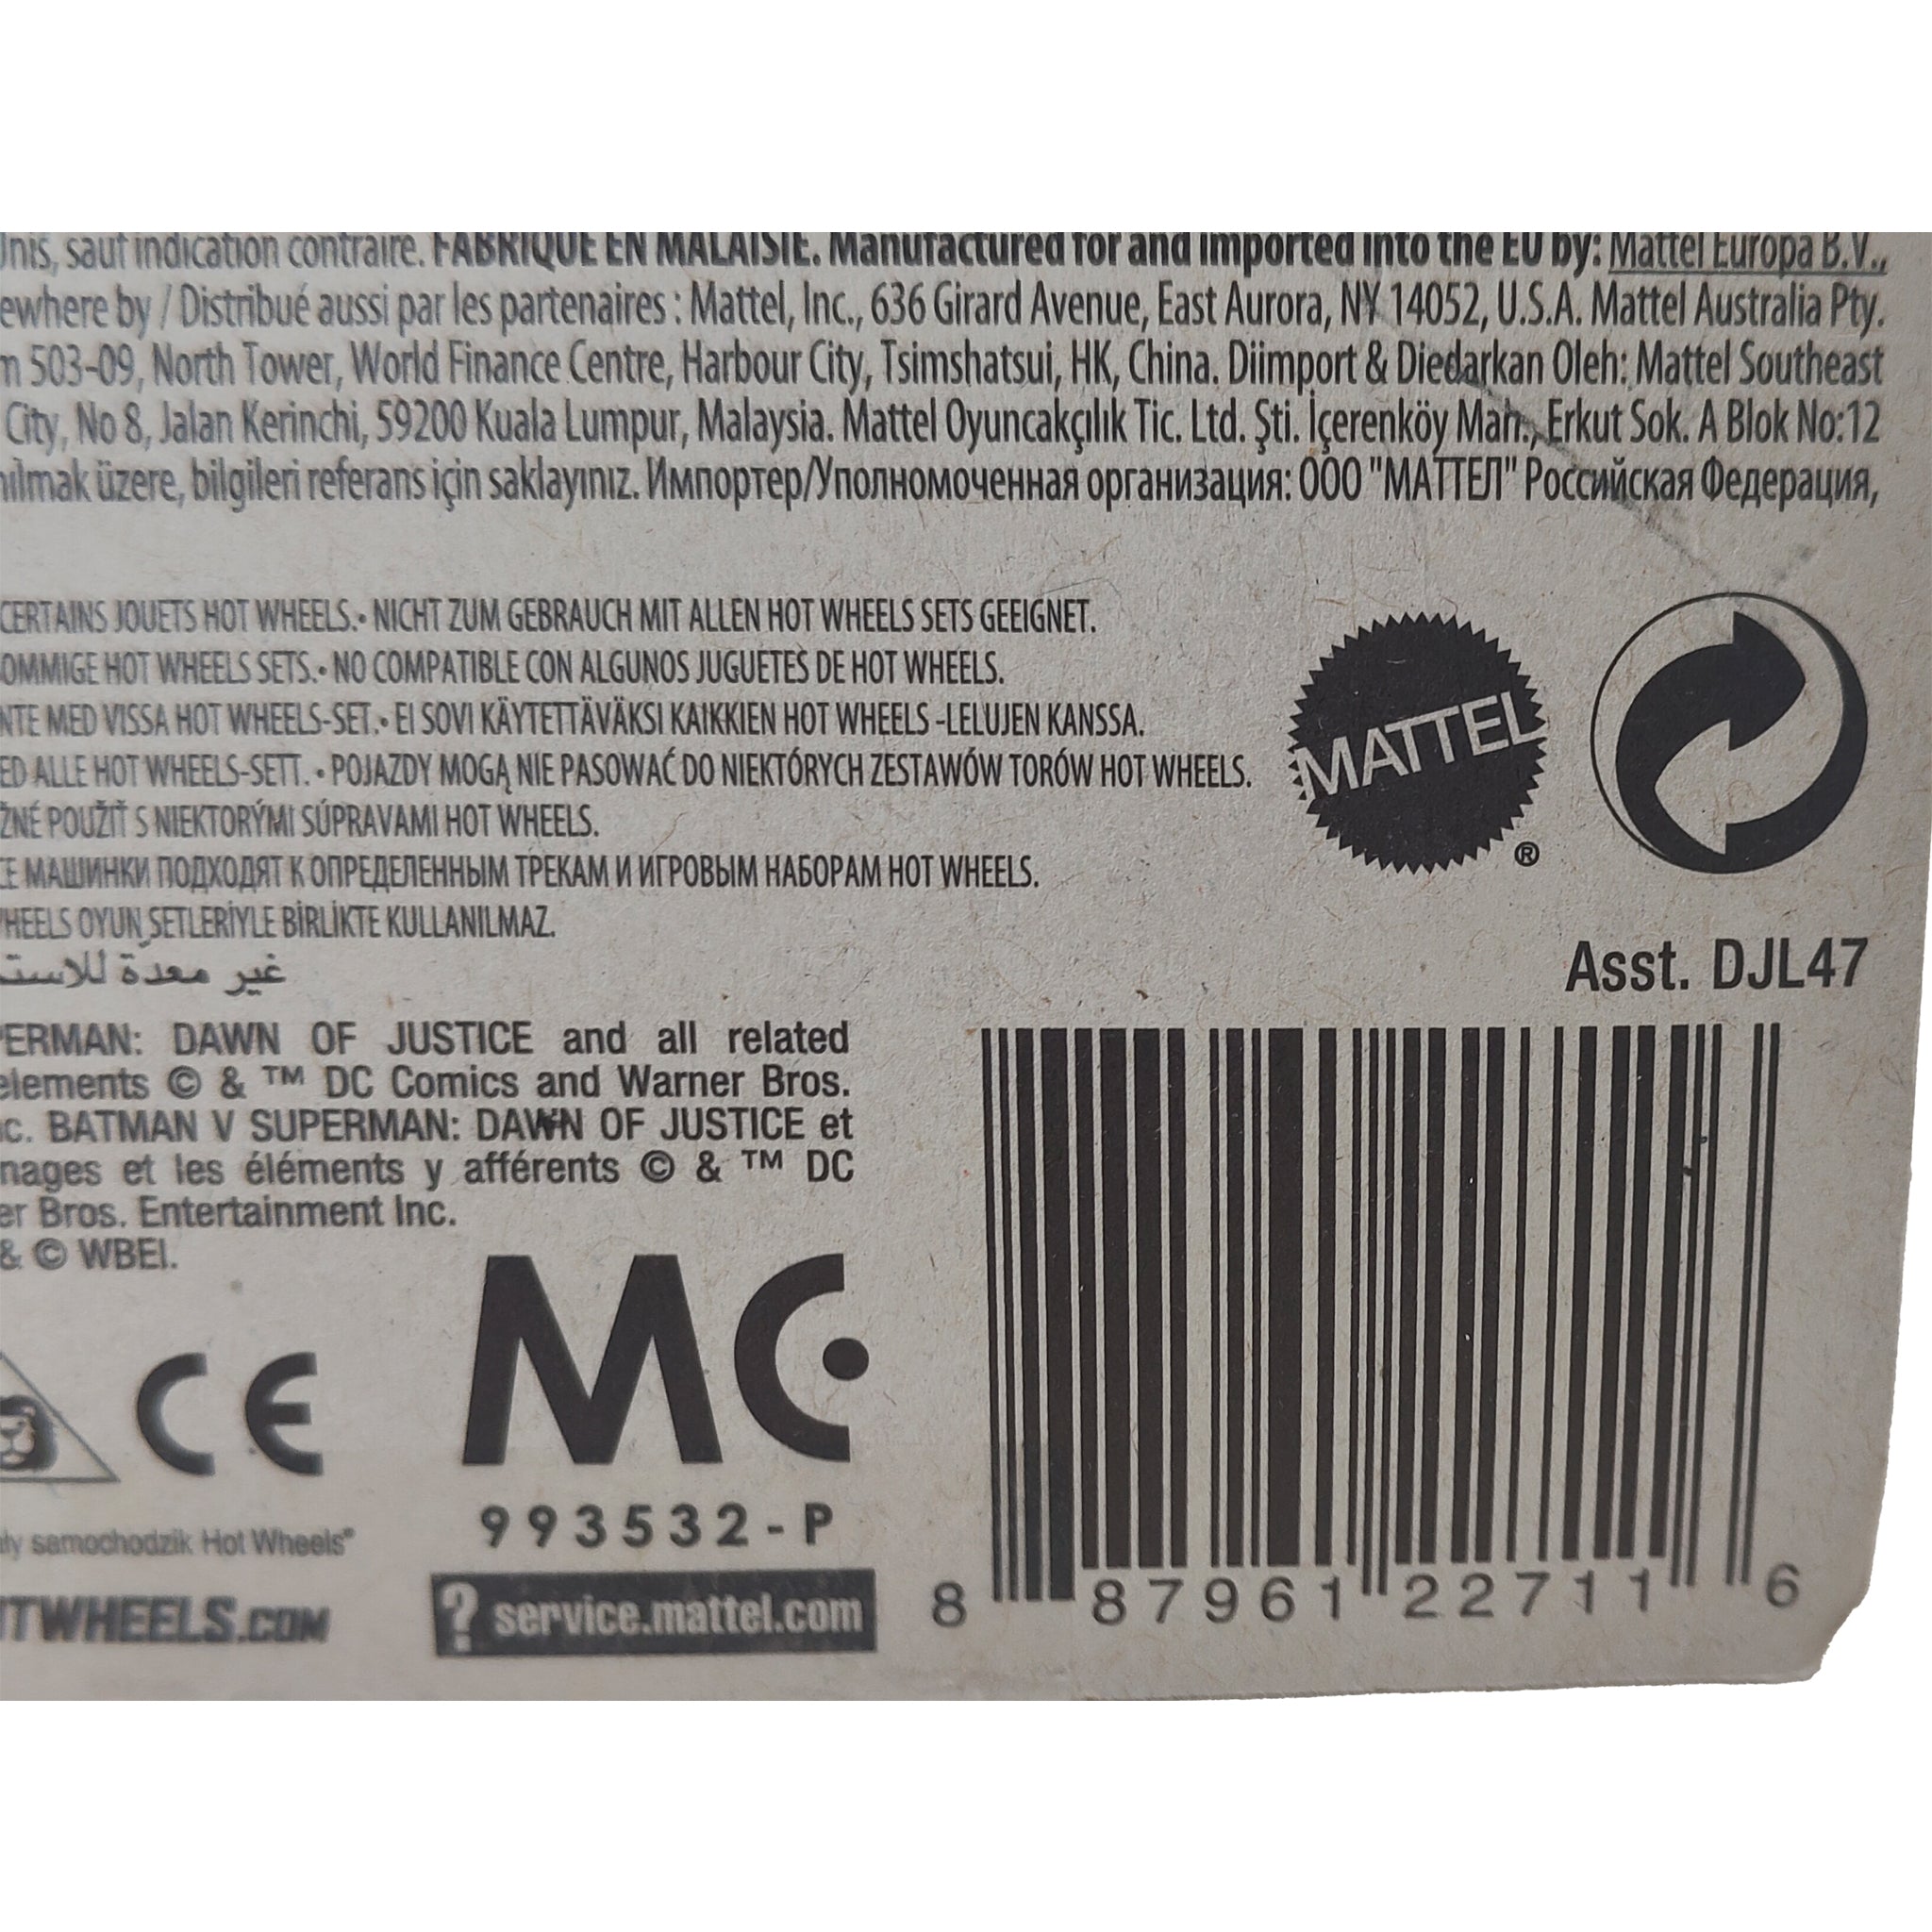 saut indication contraire. FABRIQUÉ EN MALAISIE. Manufactured for and imported into the EU by: Mattel Europa B.V.,
ewhere by / Distribué aussi par les partenaires : Mattel, Inc., 636 Girard Avenue, East Aurora, NY 14052, U.S.A. Mattel Australia Pty.
m 503-09, North Tower, World Finance Centre, Harbour City, Tsimshatsui, HK, China. Diimport & Diedarkan Oleh: Mattel Southeast
City, No 8, Jalan Kerinchi, 59200 Kuala Lumpur, Malaysia. Mattel Oyuncakçılık Tic. Ltd. Şti. İçerenköy Mah., Erkut Sok. A Blok No:12
ılmak üzere, bilgileri referans için saklayınız. Импортер/Уполномоченная организация: ООО "МАТТЕЛ" Российская Федерация,
CERTAINS JOUETS HOT WHEELS. • NICHT ZUM GEBRAUCH MIT ALLEN HOT WHEELS SETS GEEIGNET.
OMMIGE HOT WHEELS SETS. • NO COMPATIBLE CON ALGUNOS JUGUETES DE HOT WHEELS.
NTE MED VISSA HOT WHEELS-SET. • EI SOVI KÄYTETTÄVÄKSI KAIKKIEN HOT WHEELS -LELUJEN KANSSA.
ED ALLE HOT WHEELS-SETT. • POJAZDY MOGĄ NIE PASOWAĆ DO NIEKTÓRYCH ZESTAWÓW TORÓW HOT WHEELS.
ŽNÉ POUŽIŤ S NIEKTORÝMI SÚPRAVAMI HOT WHEELS.
СЕ МАШИНКИ ПОДХОДЯТ К ОПРЕДЕЛЕННЫМ ТРЕКАМ И ИГРОВЫМ НАБОРАМ HOT WHEELS.
WHEELS OYUN SETLERİYLE BİRLİKTE KULLANILMAZ.
غير معدة للاست
MATTEL ®
Asst. DJL47
PERMAN: DAWN OF JUSTICE and all related
elements © & ™ DC Comics and Warner Bros.
nc. BATMAN V SUPERMAN: DAWN OF JUSTICE et
nages et les éléments y afférents © & ™ DC
er Bros. Entertainment Inc.
& © WBEI.
CE
MC
993532-P
ły samochodzik Hot Wheels®
TWHEELS.COM
? service.mattel.com
8 87961 22711 6